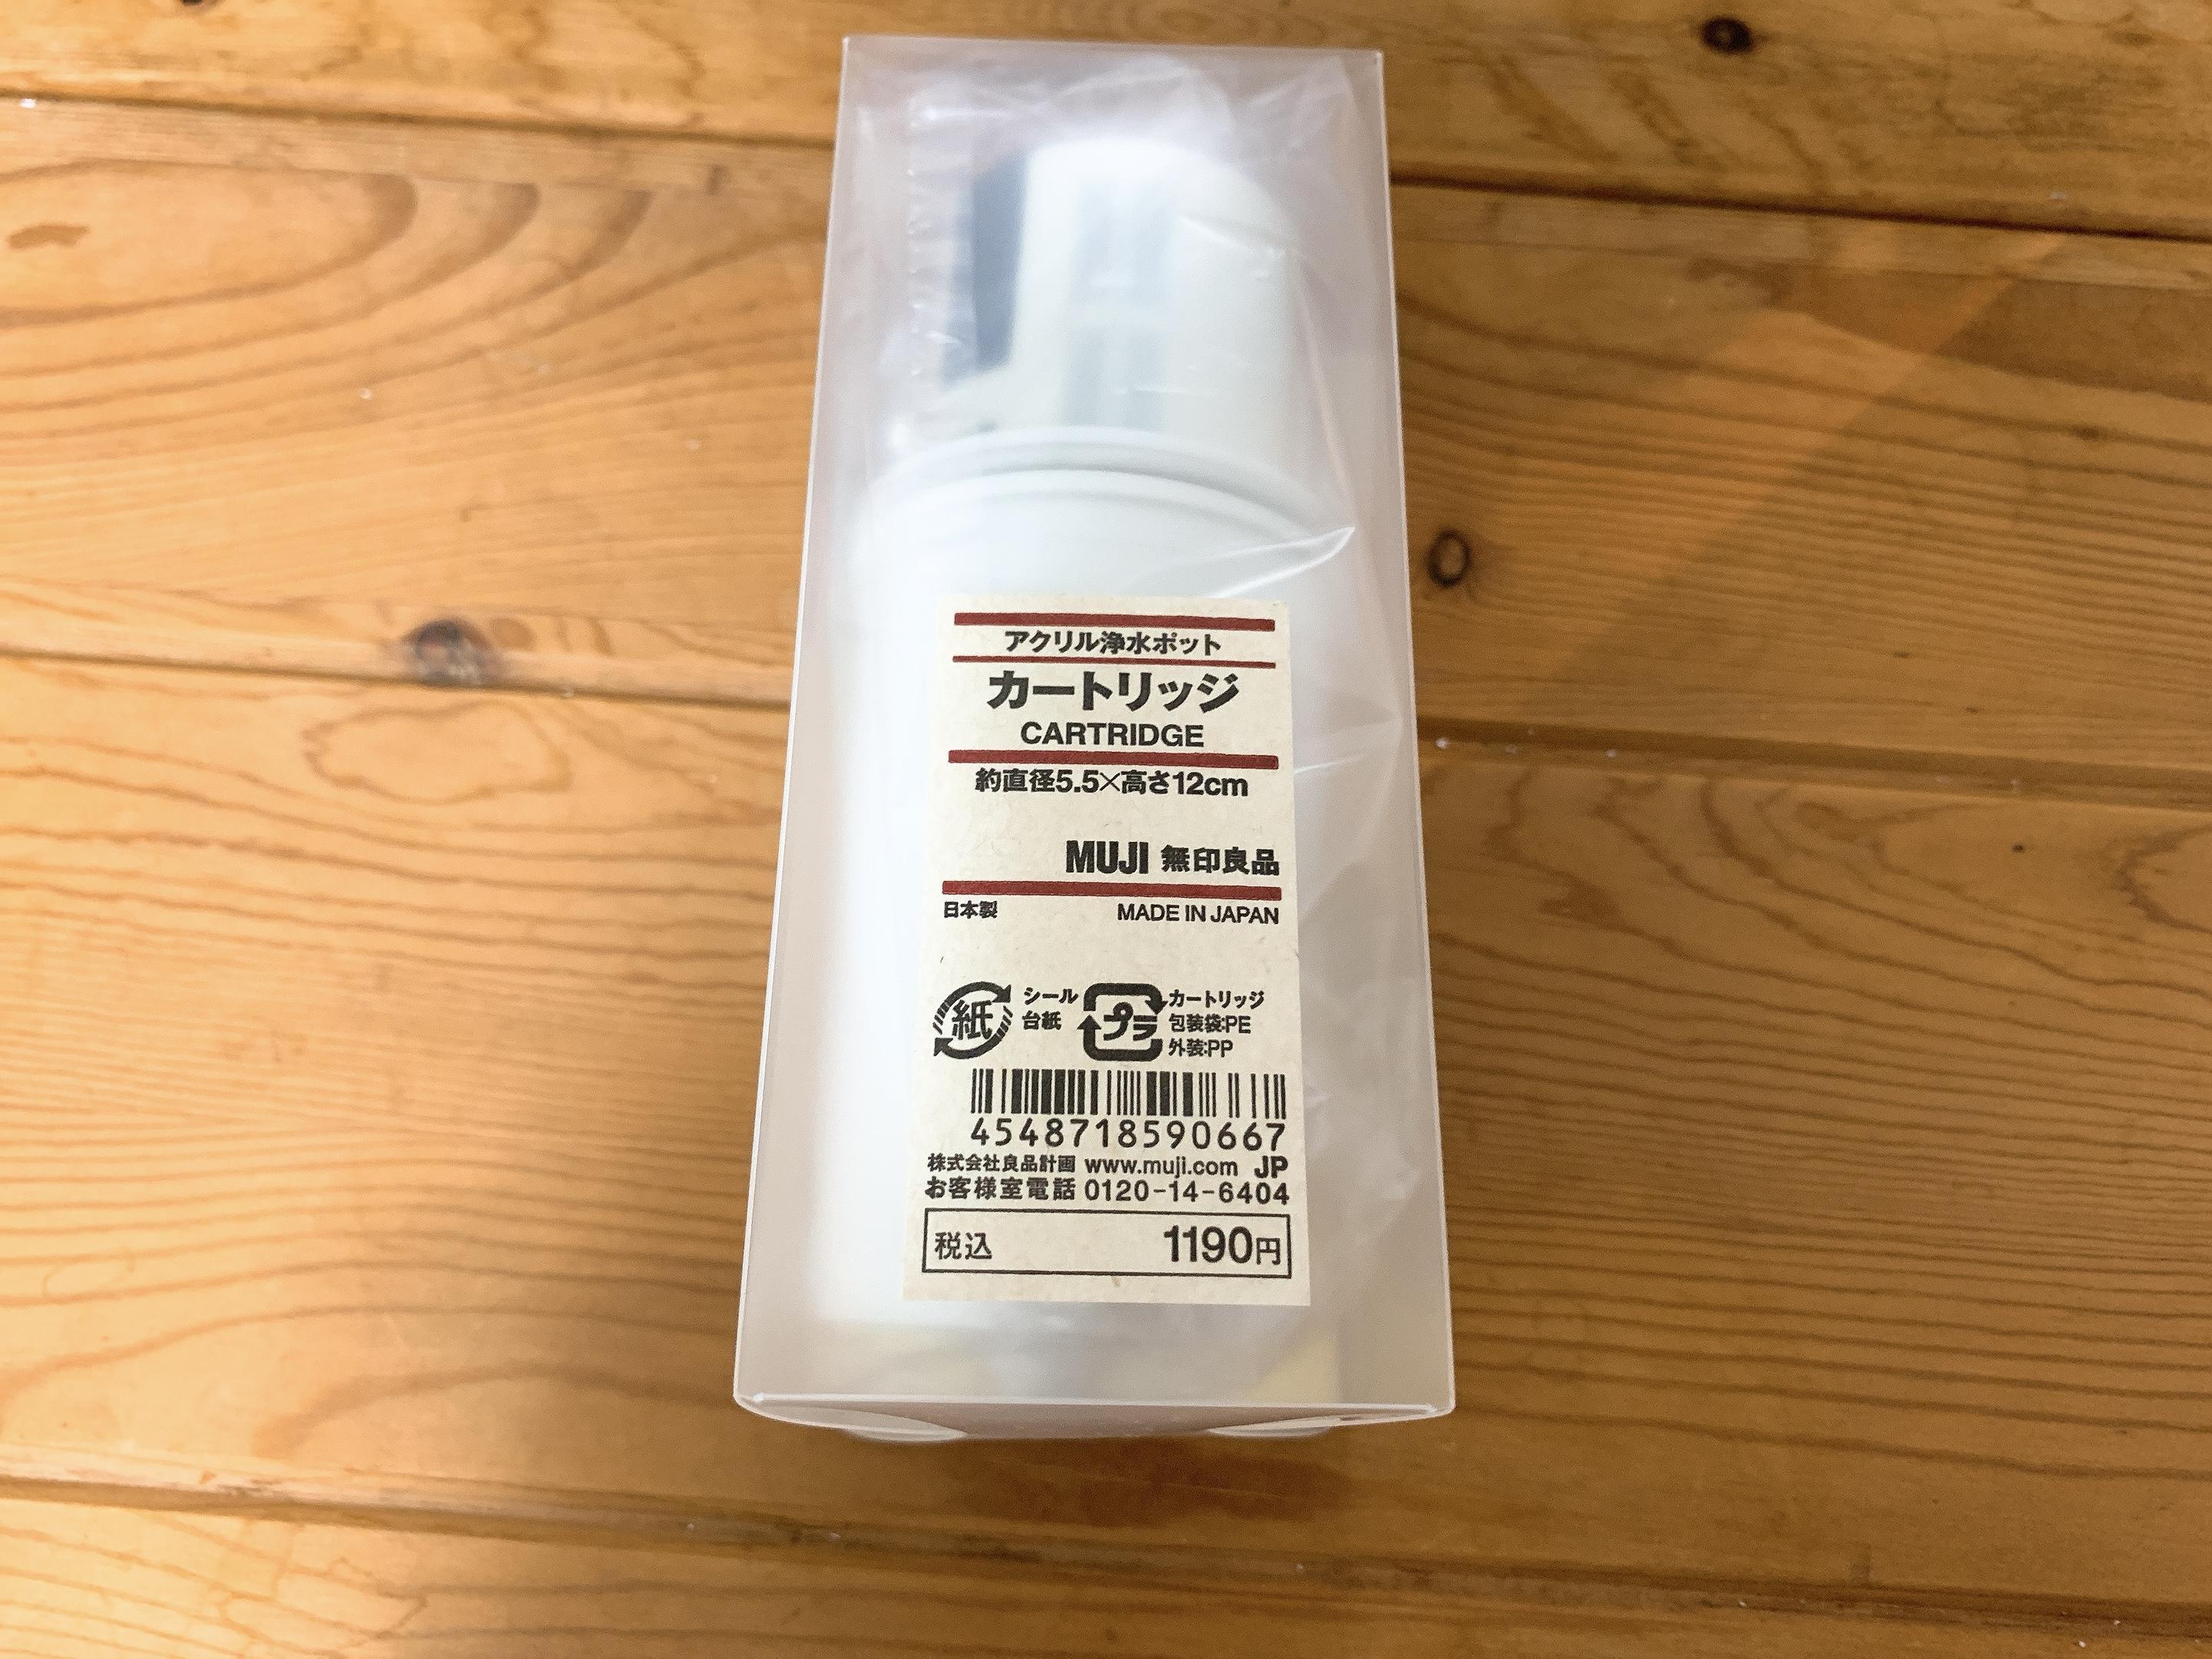 アクリル浄水ポット
カートリッジ
CARTRIDGE
約直径5.5×高さ12cm
MUJI 無印良品
日本製 MADE IN JAPAN
紙 シール台紙
プラ カートリッジ
包装袋:PE
外装:PP
4548718590667
株式会社良品計画 www.muji.com JP
お客様室電話 0120-14-6404
税込 1190円